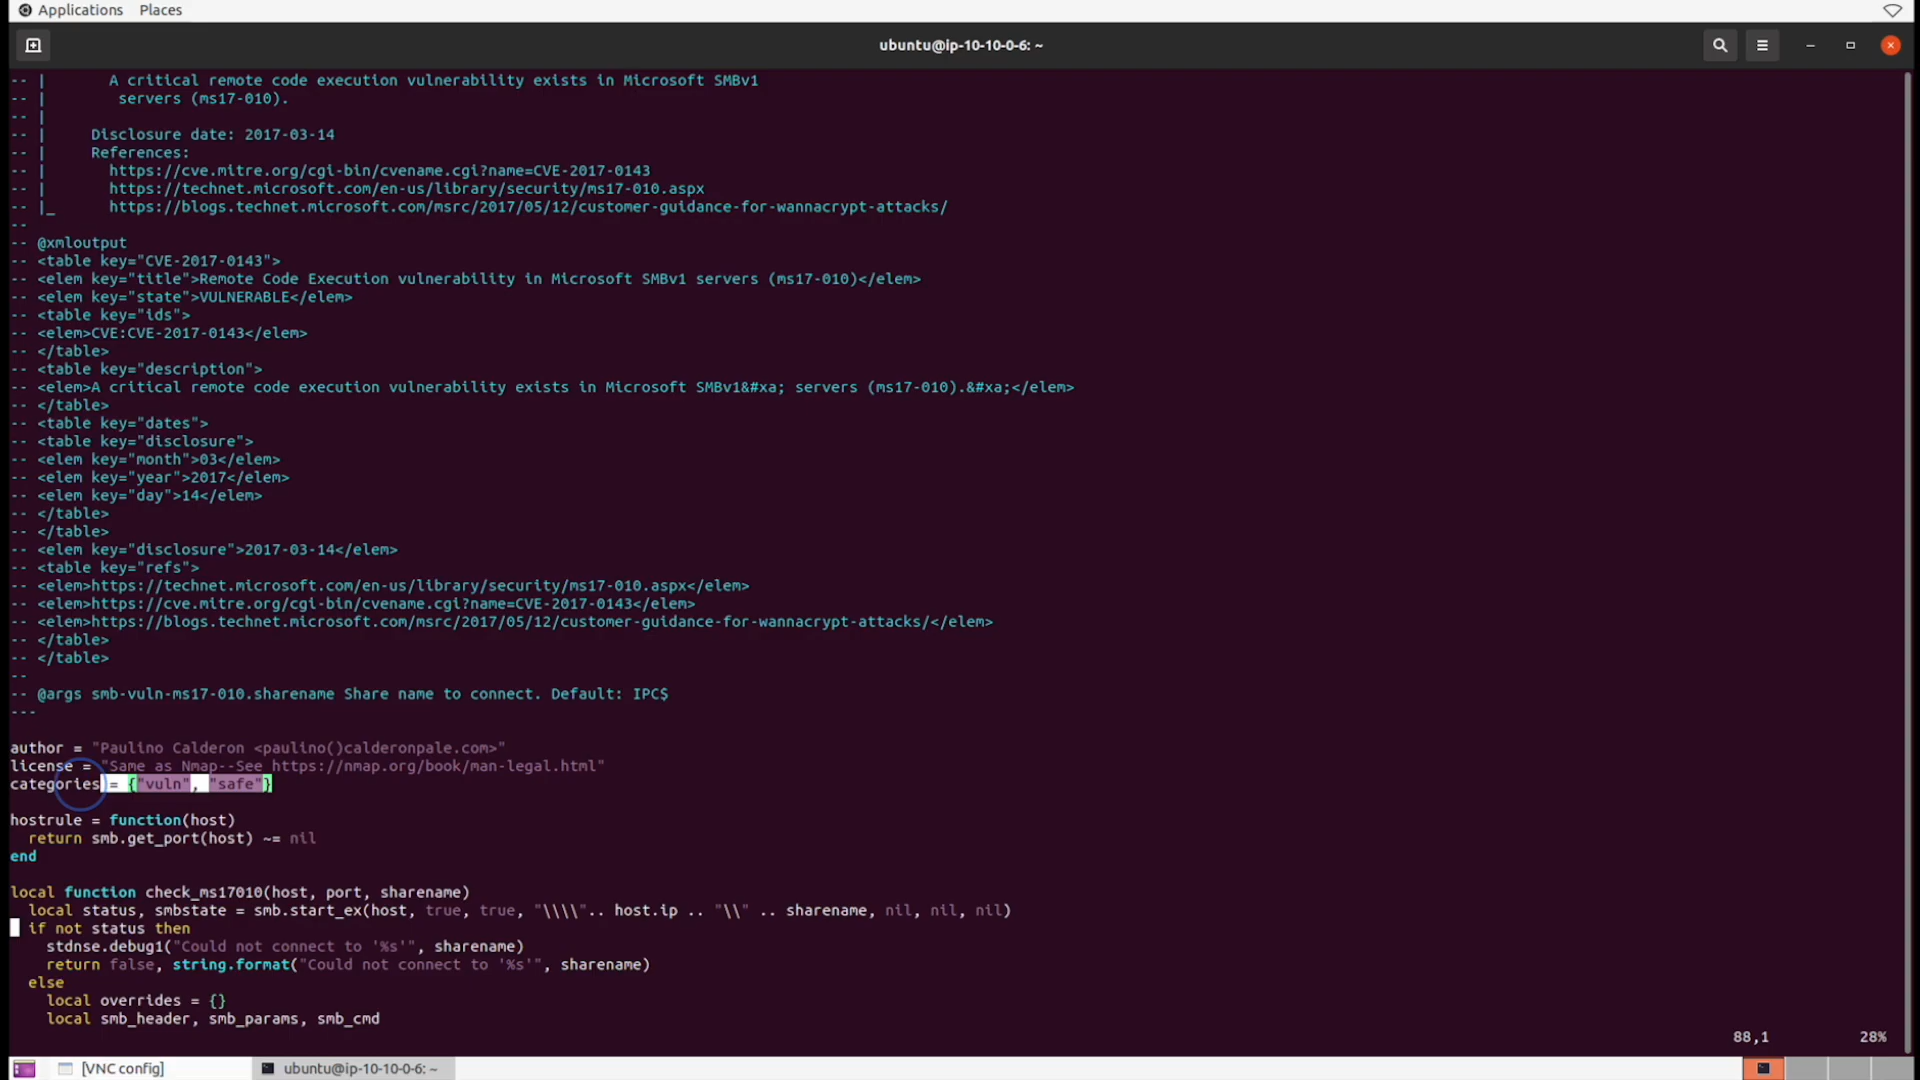 Applications Places
ubuntu@ip-10-10-0-6: ~
-- |       A critical remote code execution vulnerability exists in Microsoft SMBv1
-- |        servers (ms17-010).
-- |
-- |     Disclosure date: 2017-03-14
-- |     References:
-- |       https://cve.mitre.org/cgi-bin/cvename.cgi?name=CVE-2017-0143
-- |       https://technet.microsoft.com/en-us/library/security/ms17-010.aspx
-- |_      https://blogs.technet.microsoft.com/msrc/2017/05/12/customer-guidance-for-wannacrypt-attacks/
--
-- @xmloutput
-- <table key="CVE-2017-0143">
-- <elem key="title">Remote Code Execution vulnerability in Microsoft SMBv1 servers (ms17-010)</elem>
-- <elem key="state">VULNERABLE</elem>
-- <table key="ids">
-- <elem>CVE:CVE-2017-0143</elem>
-- </table>
-- <table key="description">
-- <elem>A critical remote code execution vulnerability exists in Microsoft SMBv1&#xa; servers (ms17-010).&#xa;</elem>
-- </table>
-- <table key="dates">
-- <table key="disclosure">
-- <elem key="month">03</elem>
-- <elem key="year">2017</elem>
-- <elem key="day">14</elem>
-- </table>
-- </table>
-- <elem key="disclosure">2017-03-14</elem>
-- <table key="refs">
-- <elem>https://technet.microsoft.com/en-us/library/security/ms17-010.aspx</elem>
-- <elem>https://cve.mitre.org/cgi-bin/cvename.cgi?name=CVE-2017-0143</elem>
-- <elem>https://blogs.technet.microsoft.com/msrc/2017/05/12/customer-guidance-for-wannacrypt-attacks/</elem>
-- </table>
-- </table>
--
-- @args smb-vuln-ms17-010.sharename Share name to connect. Default: IPC$
---
author = "Paulino Calderon <paulino()calderonpale.com>"
license = "Same as Nmap--See https://nmap.org/book/man-legal.html"
categories = {"vuln", "safe"}
hostrule = function(host)
  return smb.get_port(host) ~= nil
end
local function check_ms17010(host, port, sharename)
  local status, smbstate = smb.start_ex(host, true, true, "\\\\".. host.ip .. "\\" .. sharename, nil, nil, nil)
  if not status then
    stdnse.debug1("Could not connect to '%s'", sharename)
    return false, string.format("Could not connect to '%s'", sharename)
  else
    local overrides = {}
    local smb_header, smb_params, smb_cmd
88,1 28%
[VNC config] ubuntu@ip-10-10-0-6: ~